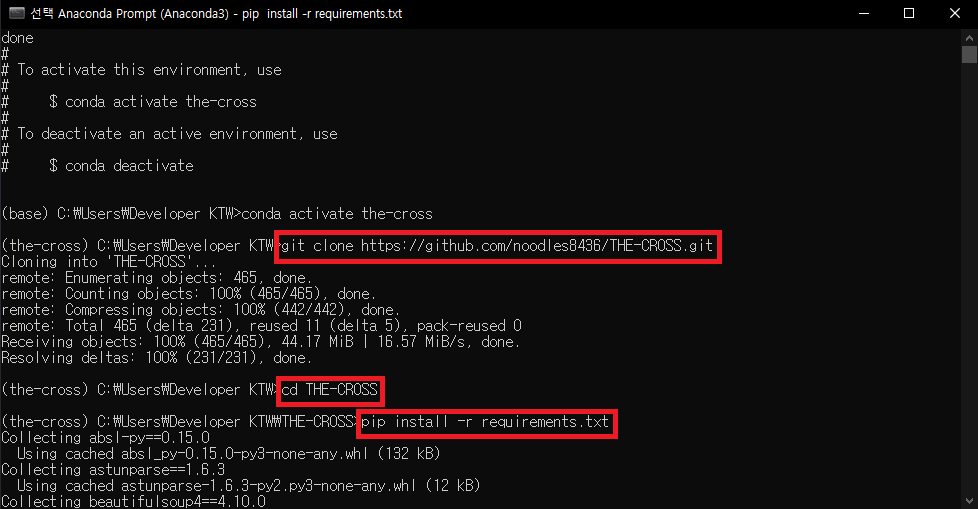 선택 Anaconda Prompt (Anaconda3) - pip  install -r requirements.txt
done
#
# To activate this environment, use
#
#     $ conda activate the-cross
#
# To deactivate an active environment, use
#
#     $ conda deactivate
(base) C:₩Users₩Developer KTW>conda activate the-cross
(the-cross) C:₩Users₩Developer KTW>git clone https://github.com/noodles8436/THE-CROSS.git
Cloning into 'THE-CROSS'...
remote: Enumerating objects: 465, done.
remote: Counting objects: 100% (465/465), done.
remote: Compressing objects: 100% (442/442), done.
remote: Total 465 (delta 231), reused 11 (delta 5), pack-reused 0
Receiving objects: 100% (465/465), 44.17 MiB | 16.57 MiB/s, done.
Resolving deltas: 100% (231/231), done.
(the-cross) C:₩Users₩Developer KTW>cd THE-CROSS
(the-cross) C:₩Users₩Developer KTW₩THE-CROSS>pip install -r requirements.txt
Collecting absl-py==0.15.0
  Using cached absl_py-0.15.0-py3-none-any.whl (132 kB)
Collecting astunparse==1.6.3
  Using cached astunparse-1.6.3-py2.py3-none-any.whl (12 kB)
Collecting beautifulsoup4==4.10.0